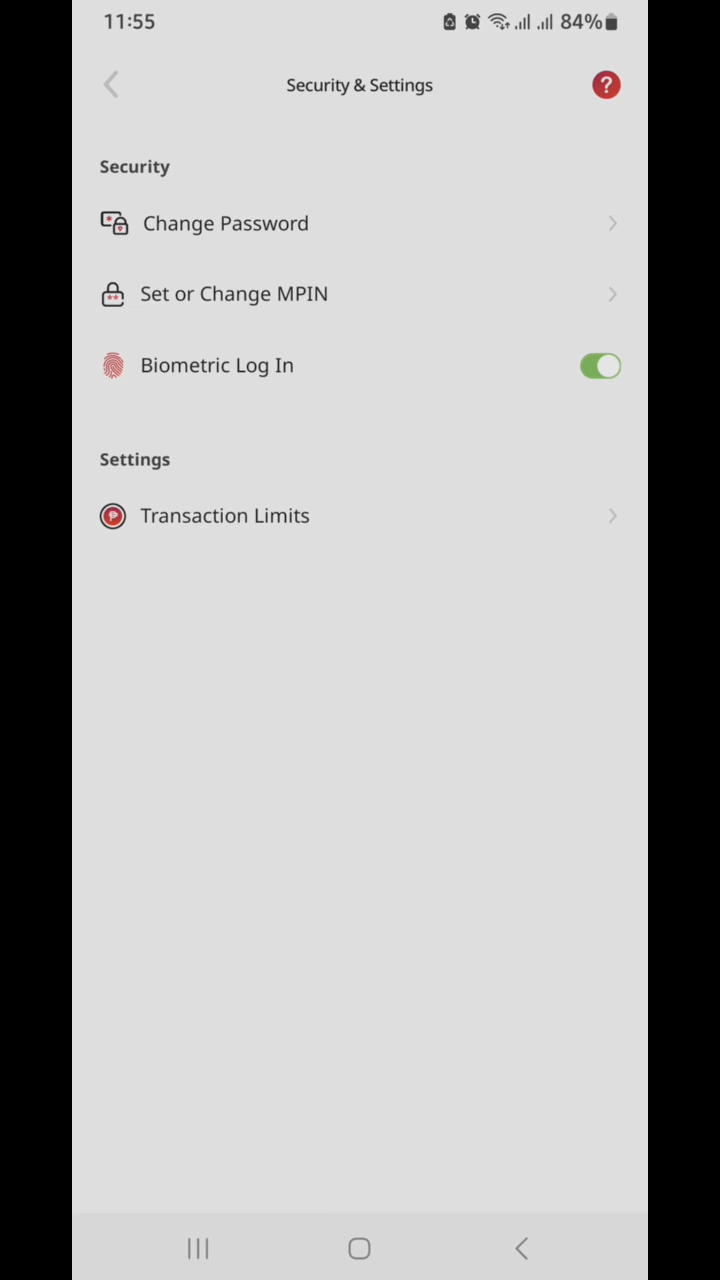 11:55
84%
Security & Settings
?
Security
Change Password
Set or Change MPIN
Biometric Log In
Settings
Transaction Limits